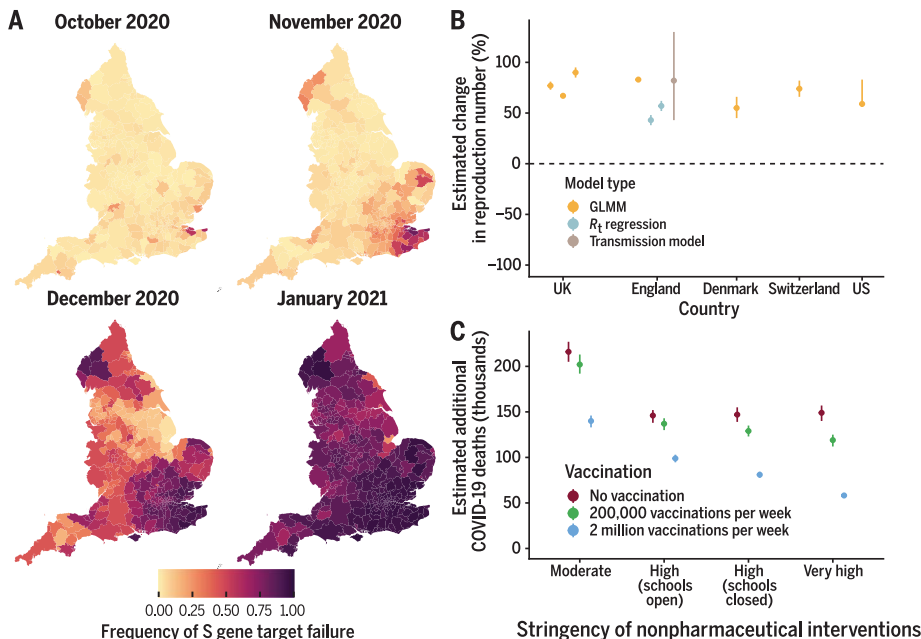 A
October 2020
November 2020
December 2020
January 2021
0.00 0.25 0.50 0.75 1.00
Frequency of S gene target failure
B
Estimated change
in reproduction number (%)
100
50
0
−50
−100
Model type
GLMM
Rt regression
Transmission model
UK
England
Denmark
Switzerland
US
Country
C
Estimated additional
COVID-19 deaths (thousands)
200
150
100
50
0
Vaccination
No vaccination
200,000 vaccinations per week
2 million vaccinations per week
Moderate
High
(schools
open)
High
(schools
closed)
Very high
Stringency of nonpharmaceutical interventions